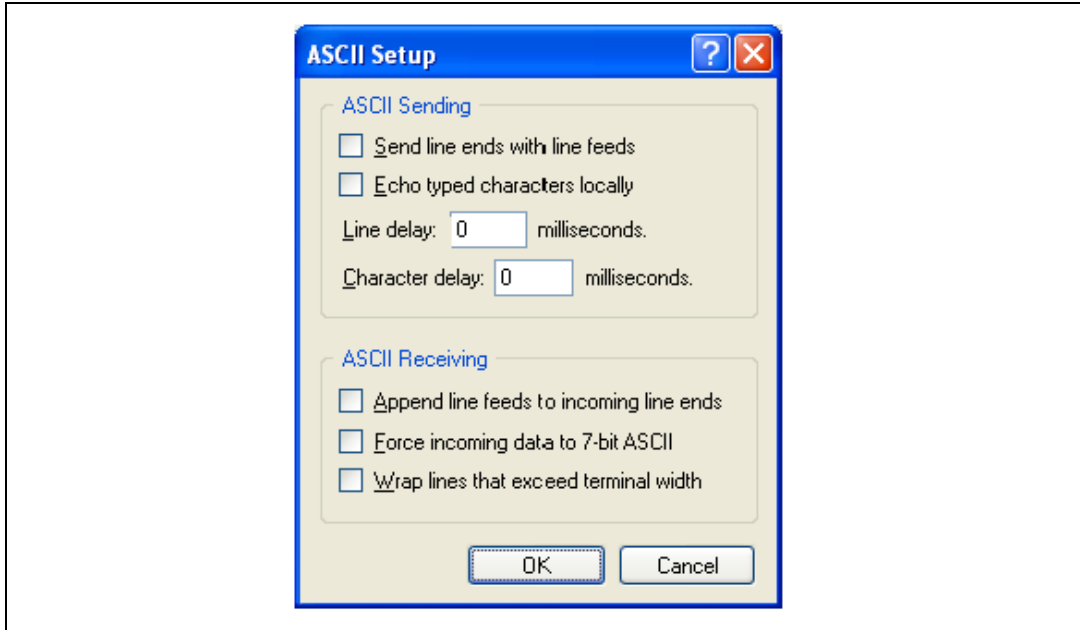 ASCII Setup
?
ASCII Sending
Send line ends with line feeds
Echo typed characters locally
Line delay: 0 milliseconds.
Character delay: 0 milliseconds.
ASCII Receiving
Append line feeds to incoming line ends
Force incoming data to 7-bit ASCII
Wrap lines that exceed terminal width
OK Cancel